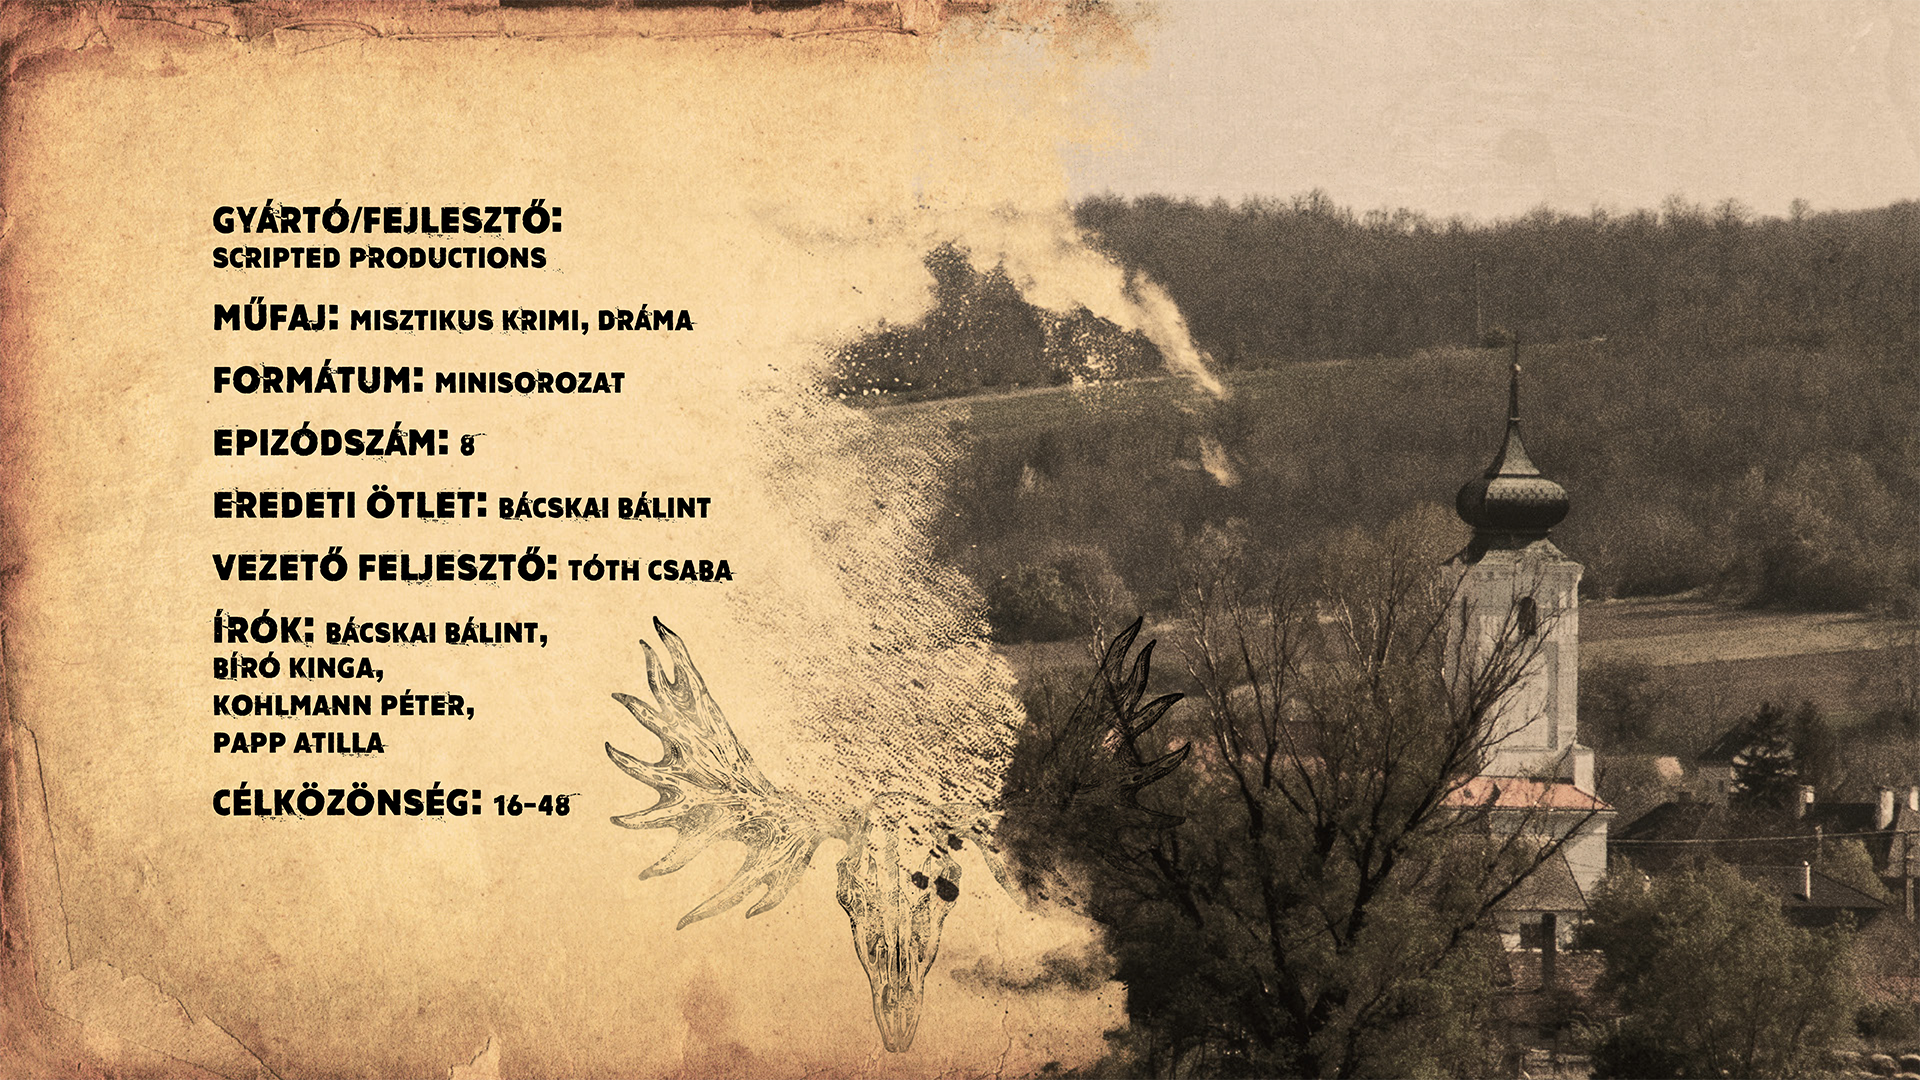 GYÁRTÓ/FEJLESZTŐ:
SCRIPTED PRODUCTIONS
MŰFAJ: MISZTIKUS KRIMI, DRÁMA
FORMÁTUM: MINISOROZAT
EPIZÓDSZÁM: 8
EREDETI ÖTLET: BÁCSKAI BÁLINT
VEZETŐ FELJESZTŐ: TÓTH CSABA
ÍRÓK: BÁCSKAI BÁLINT,
BÍRÓ KINGA,
KOHLMANN PÉTER,
PAPP ATILLA
CÉLKÖZÖNSÉG: 16-48